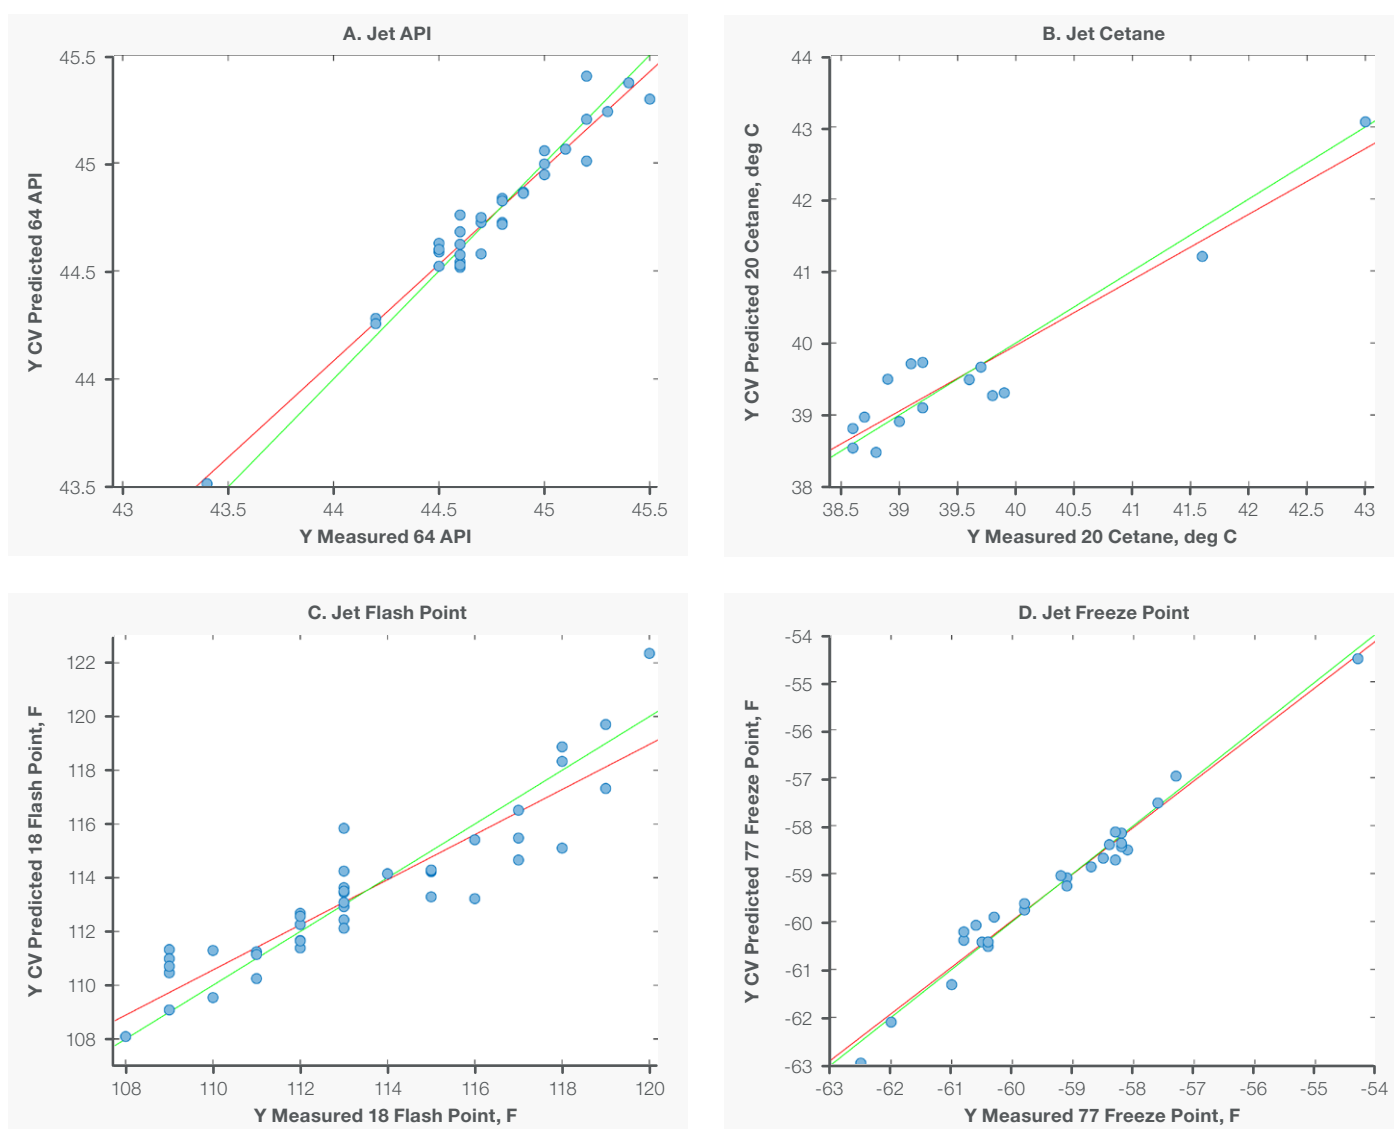 A. Jet API
Y CV Predicted 64 API
45.5
45
44.5
44
43.5
43 43.5 44 44.5 45 45.5
Y Measured 64 API
B. Jet Cetane
Y CV Predicted 20 Cetane, deg C
44
43
42
41
40
39
38
38.5 39 39.5 40 40.5 41 41.5 42 42.5 43
Y Measured 20 Cetane, deg C
C. Jet Flash Point
Y CV Predicted 18 Flash Point, F
122
120
118
116
114
112
110
108
108 110 112 114 116 118 120
Y Measured 18 Flash Point, F
D. Jet Freeze Point
Y CV Predicted 77 Freeze Point, F
-54
-55
-56
-57
-58
-59
-60
-61
-62
-63
-63 -62 -61 -60 -59 -58 -56 -55 -54
Y Measured 77 Freeze Point, F